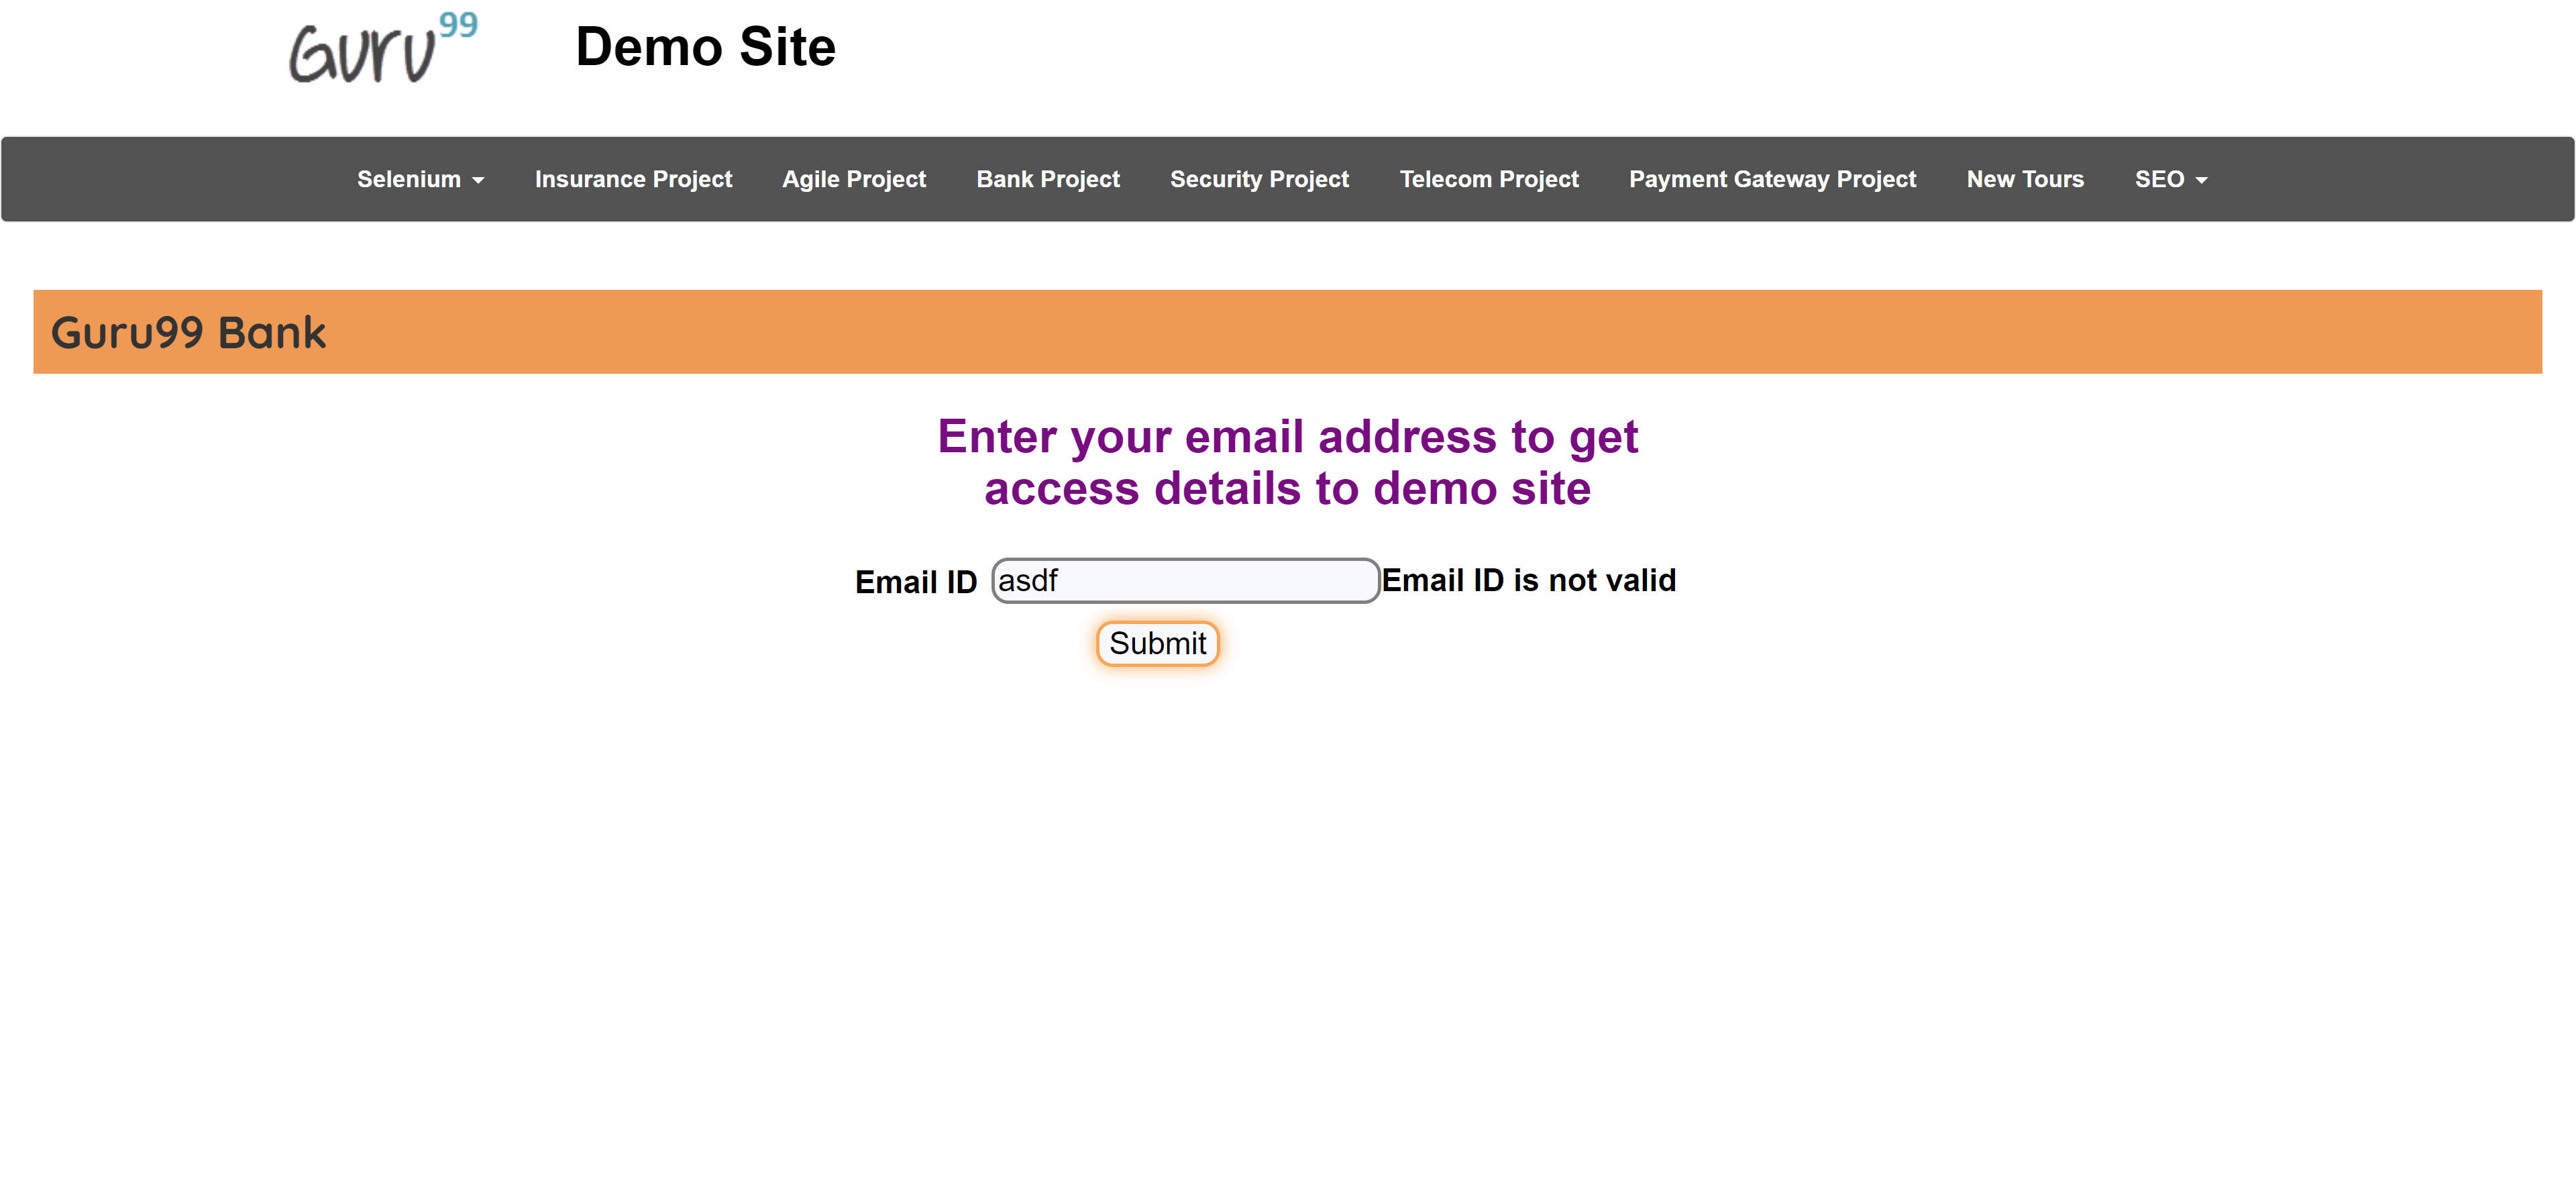 Guru99
Demo Site
Selenium
Insurance Project
Agile Project
Bank Project
Security Project
Telecom Project
Payment Gateway Project
New Tours
SEO
Guru99 Bank
Enter your email address to get
access details to demo site
Email ID asdf Email ID is not valid
Submit